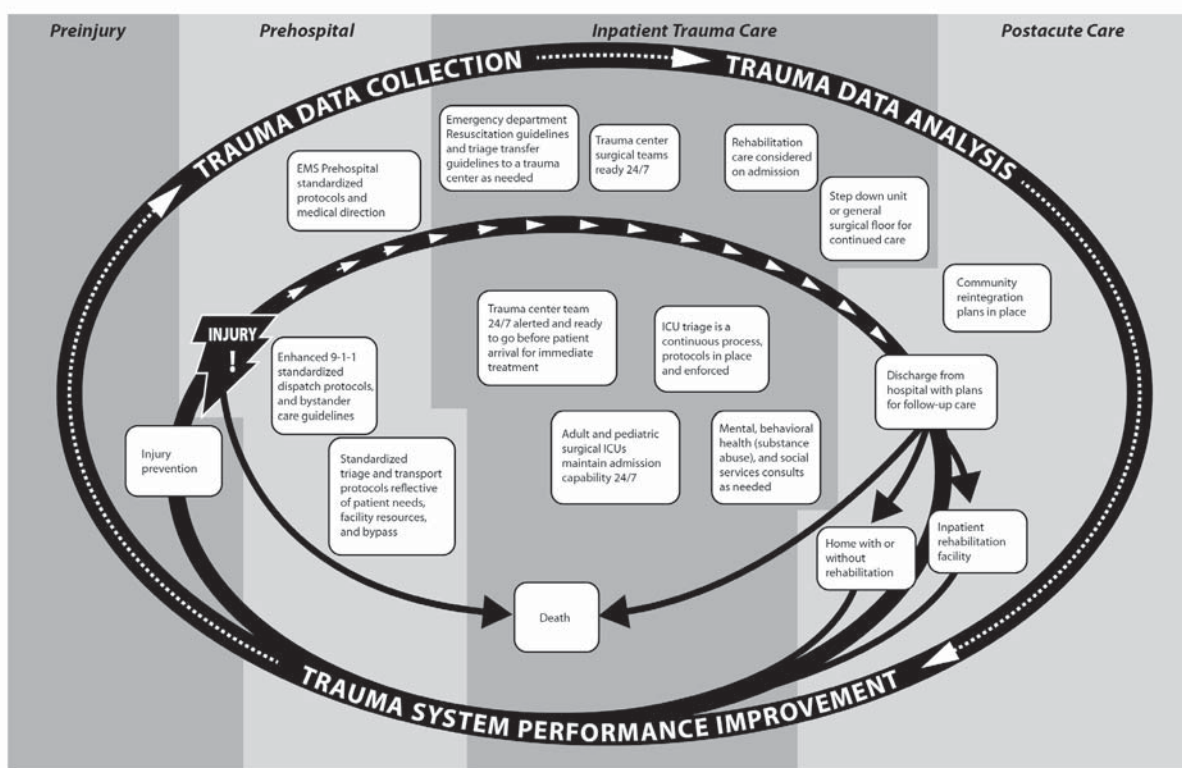 Preinjury
Prehospital
Inpatient Trauma Care
Postacute Care
TRAUMA DATA COLLECTION
TRAUMA DATA ANALYSIS
EMS Prehospital
standardized
protocols and
medical direction
Emergency department
Resuscitation guidelines
and triage transfer
guidelines to a trauma
center as needed
Trauma center
surgical teams
ready 24/7
Rehabilitation
care considered
on admission
Step down unit
or general
surgical floor for
continued care
Community
reintegration
plans in place
INJURY
!
Enhanced 9-1-1
standardized
dispatch protocols,
and bystander
care guidelines
Trauma center team
24/7 alerted and ready
to go before patient
arrival for immediate
treatment
ICU triage is a
continuous process,
protocols in place
and enforced
Discharge from
hospital with plans
for follow-up care
Injury
prevention
Standardized
triage and transport
protocols reflective
of patient needs,
facility resources,
and bypass
Adult and pediatric
surgical ICUs
maintain admission
capability 24/7
Mental, behavioral
health (substance
abuse), and social
services consults
as needed
Home with or
without
rehabilitation
Inpatient
rehabilitation
facility
Death
TRAUMA SYSTEM PERFORMANCE IMPROVEMENT